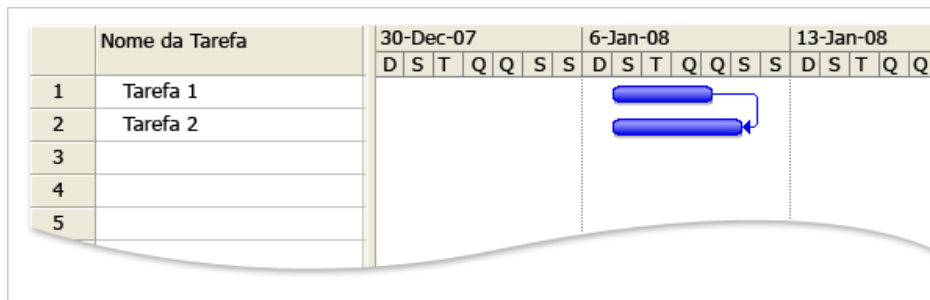 Nome da Tarefa 30-Dec-07 6-Jan-08 13-Jan-08
D S T Q Q S S D S T Q Q S S D S T Q Q
1 Tarefa 1
2 Tarefa 2
3
4
5